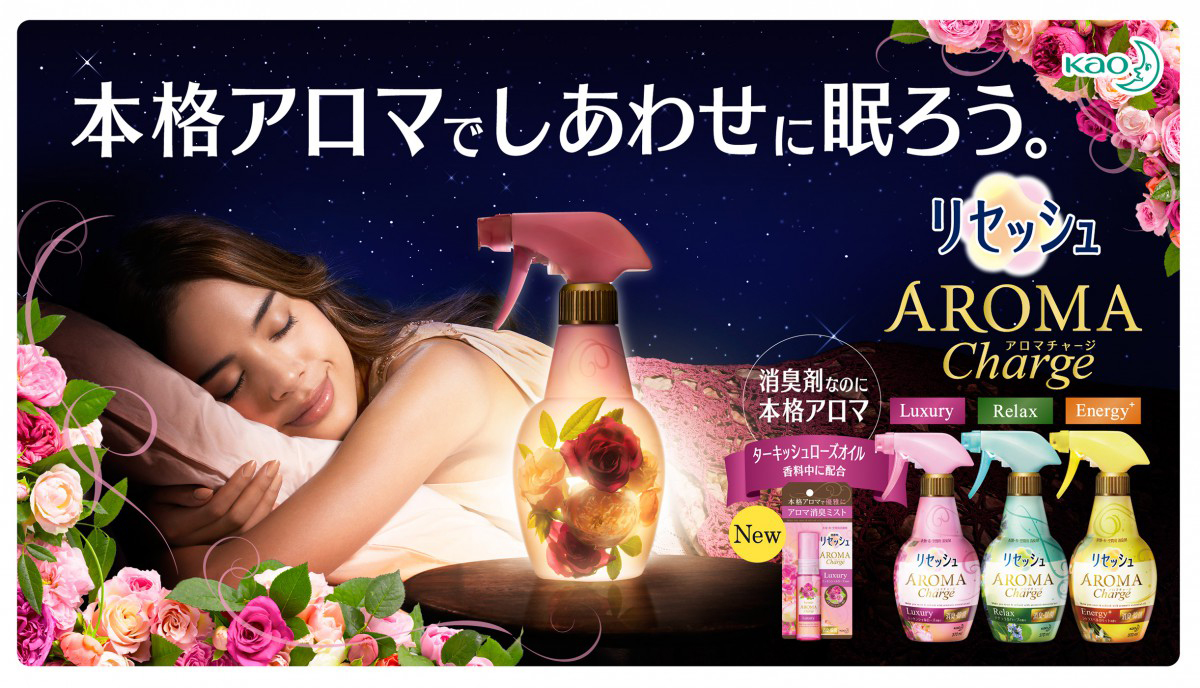 本格アロマでしあわせに眠ろう。
Kao
リセッシュ
AROMA
アロマチャージ
Charge
消臭剤なのに
本格アロマ
ターキッシュローズオイル
香料中に配合
New
本格アロマで優雅に
アロマ消臭ミスト
リセッシュ
AROMA
Charge
Luxury
AROMA
Luxury
Relax
Energy+
リセッシュ
AROMA
Charge
Luxury
リセッシュ
AROMA
Charge
Relax
リセッシュ
AROMA
Charge
Energy+